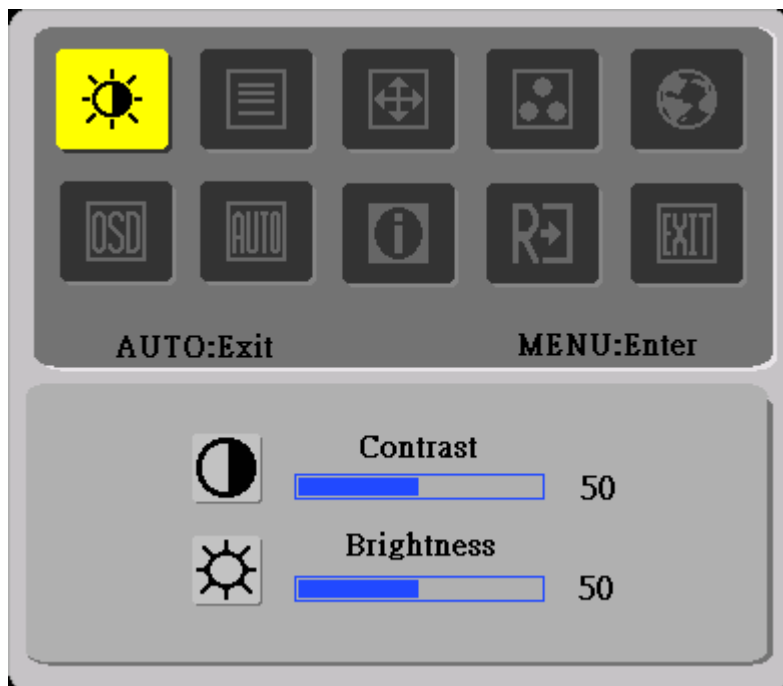 OSD AUTO i R EXIT
AUTO:Exit MENU:Enter
Contrast
50
Brightness
50